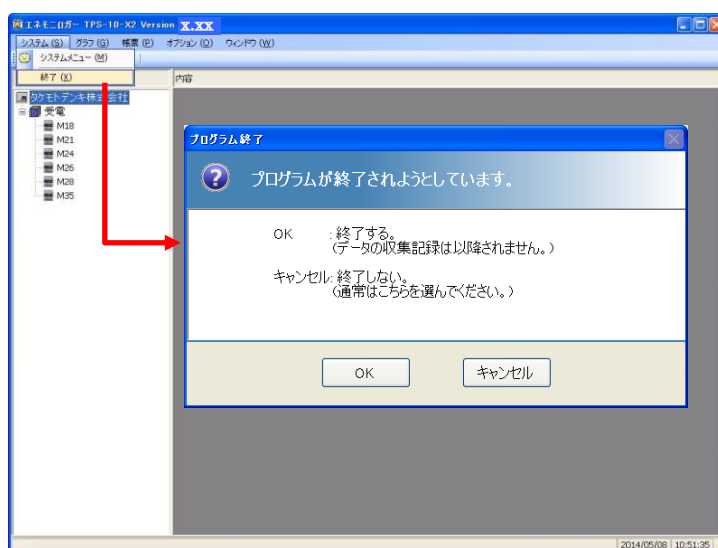 エネモニロガー TPS-10-X2 Version X.XX
システム(S) グラフ(G) 帳票(P) オプション(O) ウィンドウ(W)
システムメニュー(M)
終了(X)
内容
タケモトデンキ株式会社
受電
M18
M21
M24
M26
M28
M35
プログラム終了
プログラムが終了されようとしています。
OK :終了する。
(データの収集記録は以降されません。)
キャンセル:終了しない。
(通常はこちらを選んでください。)
OK キャンセル
2014/05/08 10:51:35